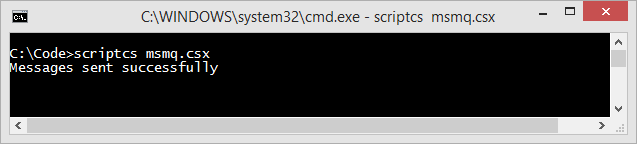 C:\WINDOWS\system32\cmd.exe - scriptcs  msmq.csx
C:\Code>scriptcs msmq.csx
Messages sent successfully